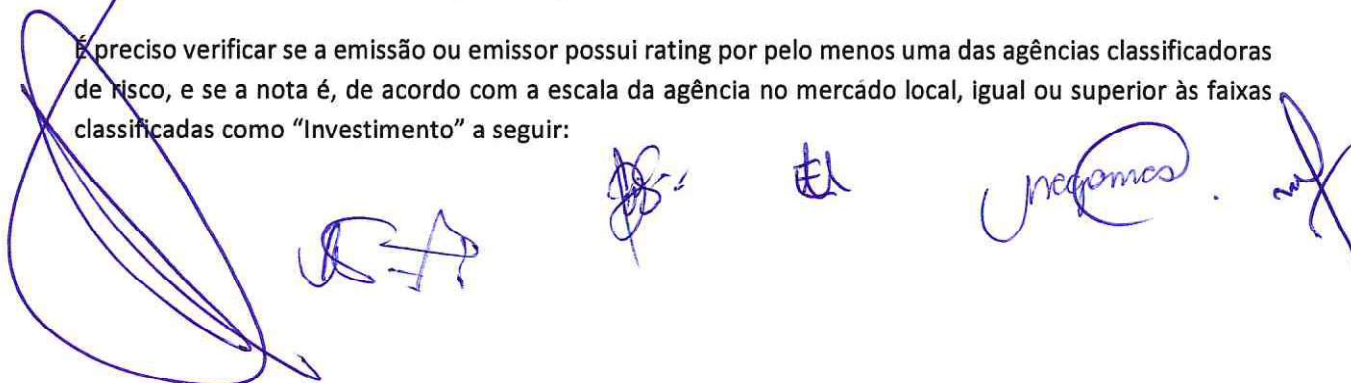 É preciso verificar se a emissão ou emissor possui rating por pelo menos uma das agências classificadoras
de risco, e se a nota é, de acordo com a escala da agência no mercado local, igual ou superior às faixas
classificadas como “Investimento” a seguir: